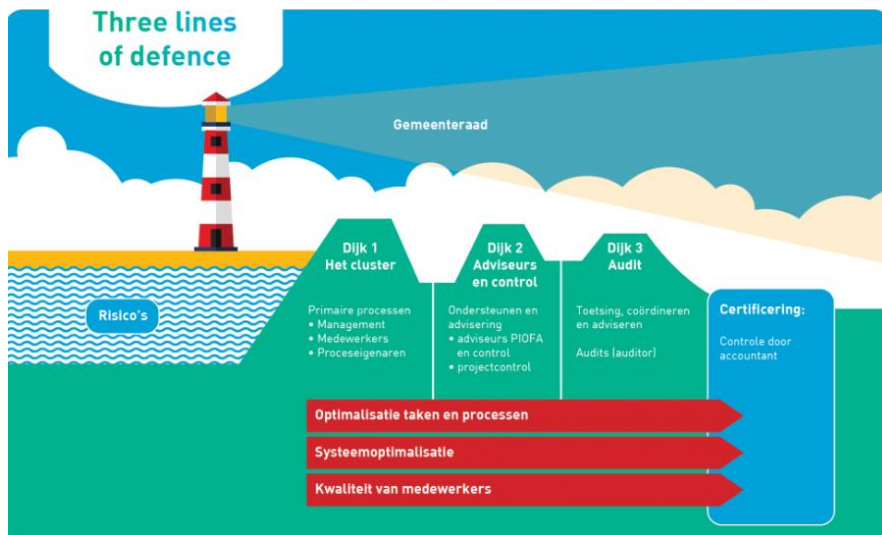 Three lines
of defence
Gemeenteraad
Risico's
Dijk 1
Het cluster
Primaire processen
• Management
• Medewerkers
• Proceseigenaren
Dijk 2
Adviseurs
en control
Ondersteunen en
advisering
• adviseurs PIOFA
en control
• projectcontrol
Dijk 3
Audit
Toetsing, coördineren
en adviseren
Audits (auditor)
Certificering:
Controle door
accountant
Optimalisatie taken en processen
Systeemoptimalisatie
Kwaliteit van medewerkers